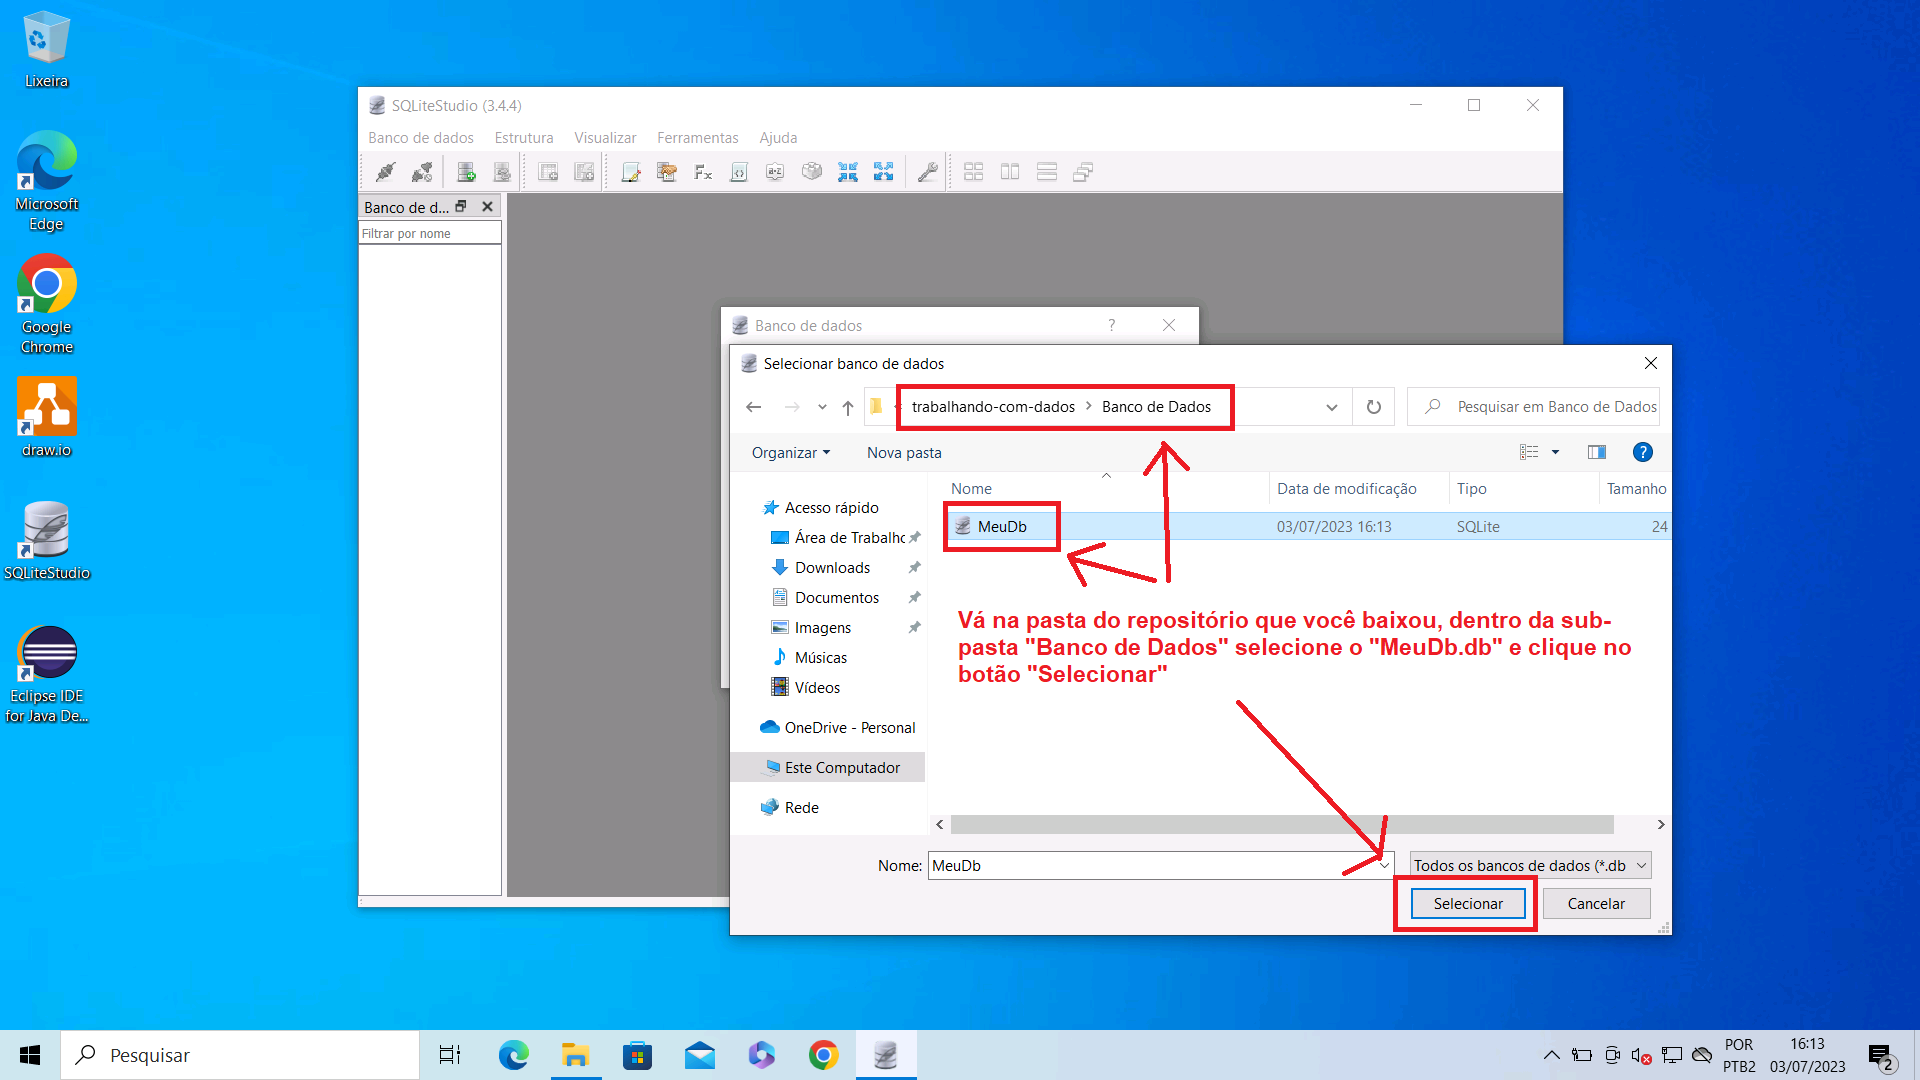 Lixeira
Microsoft
Edge
Google
Chrome
draw.io
SQLiteStudio
Eclipse IDE
for Java De...
SQLiteStudio (3.4.4)
Banco de dados Estrutura Visualizar Ferramentas Ajuda
Banco de d...
Filtrar por nome
Banco de dados ?
Selecionar banco de dados
trabalhando-com-dados > Banco de Dados
Pesquisar em Banco de Dados
Organizar Nova pasta
Nome Data de modificação Tipo Tamanho
MeuDb 03/07/2023 16:13 SQLite 24
Acesso rápido
Área de Trabalho
Downloads
Documentos
Imagens
Músicas
Vídeos
OneDrive - Personal
Este Computador
Rede
Vá na pasta do repositório que você baixou, dentro da sub-
pasta "Banco de Dados" selecione o "MeuDb.db" e clique no
botão "Selecionar"
Nome: MeuDb Todos os bancos de dados (*.db
Selecionar Cancelar
Pesquisar
POR
PTB2
16:13
03/07/2023
2